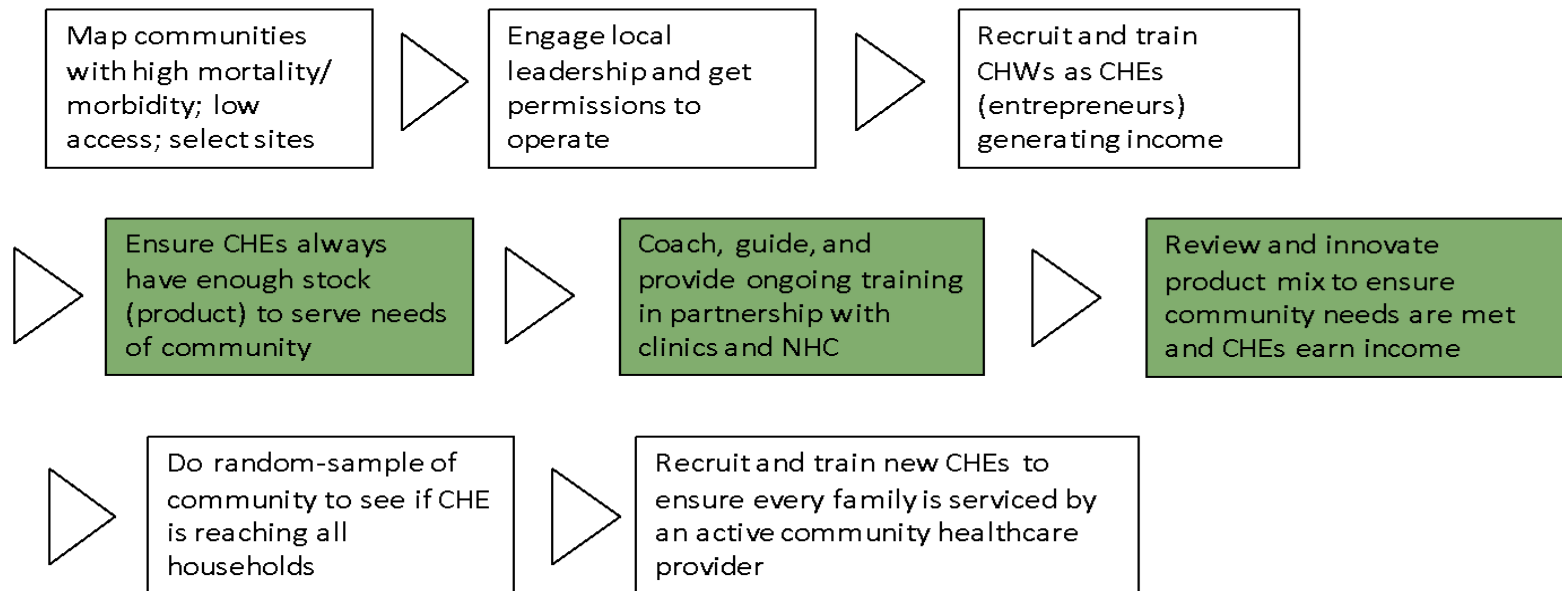 Map communities
with high mortality/
morbidity; low
access; select sites
Engage local
leadership and get
permissions to
operate
Recruit and train
CHWs as CHEs
(entrepreneurs)
generating income
Ensure CHEs always
have enough stock
(product) to serve needs
of community
Coach, guide, and
provide ongoing training
in partnership with
clinics and NHC
Review and innovate
product mix to ensure
community needs are met
and CHEs earn income
Do random-sample of
community to see if CHE
is reaching all
households
Recruit and train new CHEs to
ensure every family is serviced by
an active community healthcare
provider